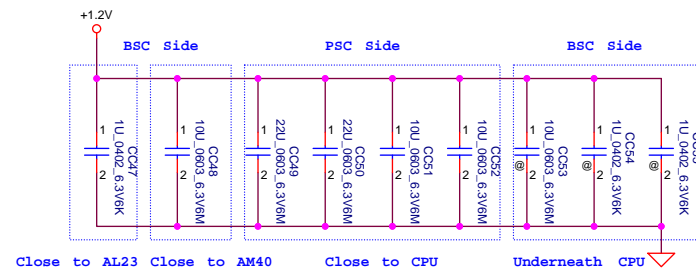 +1.2V
BSC Side
PSC Side
BSC Side
1
2
CC47
1U_0402_6.3V6K
1
2
CC48
10U_0603_6.3V6M
1
2
CC49
22U_0603_6.3V6M
1
2
CC50
22U_0603_6.3V6M
1
2
CC51
10U_0603_6.3V6M
1
2
CC52
10U_0603_6.3V6M
1
2
@
CC53
10U_0603_6.3V6M
1
2
@
CC54
1U_0402_6.3V6K
1
2
@
1U_0402_6.3V6K
Close to AL23
Close to AM40
Close to CPU
Underneath CPU